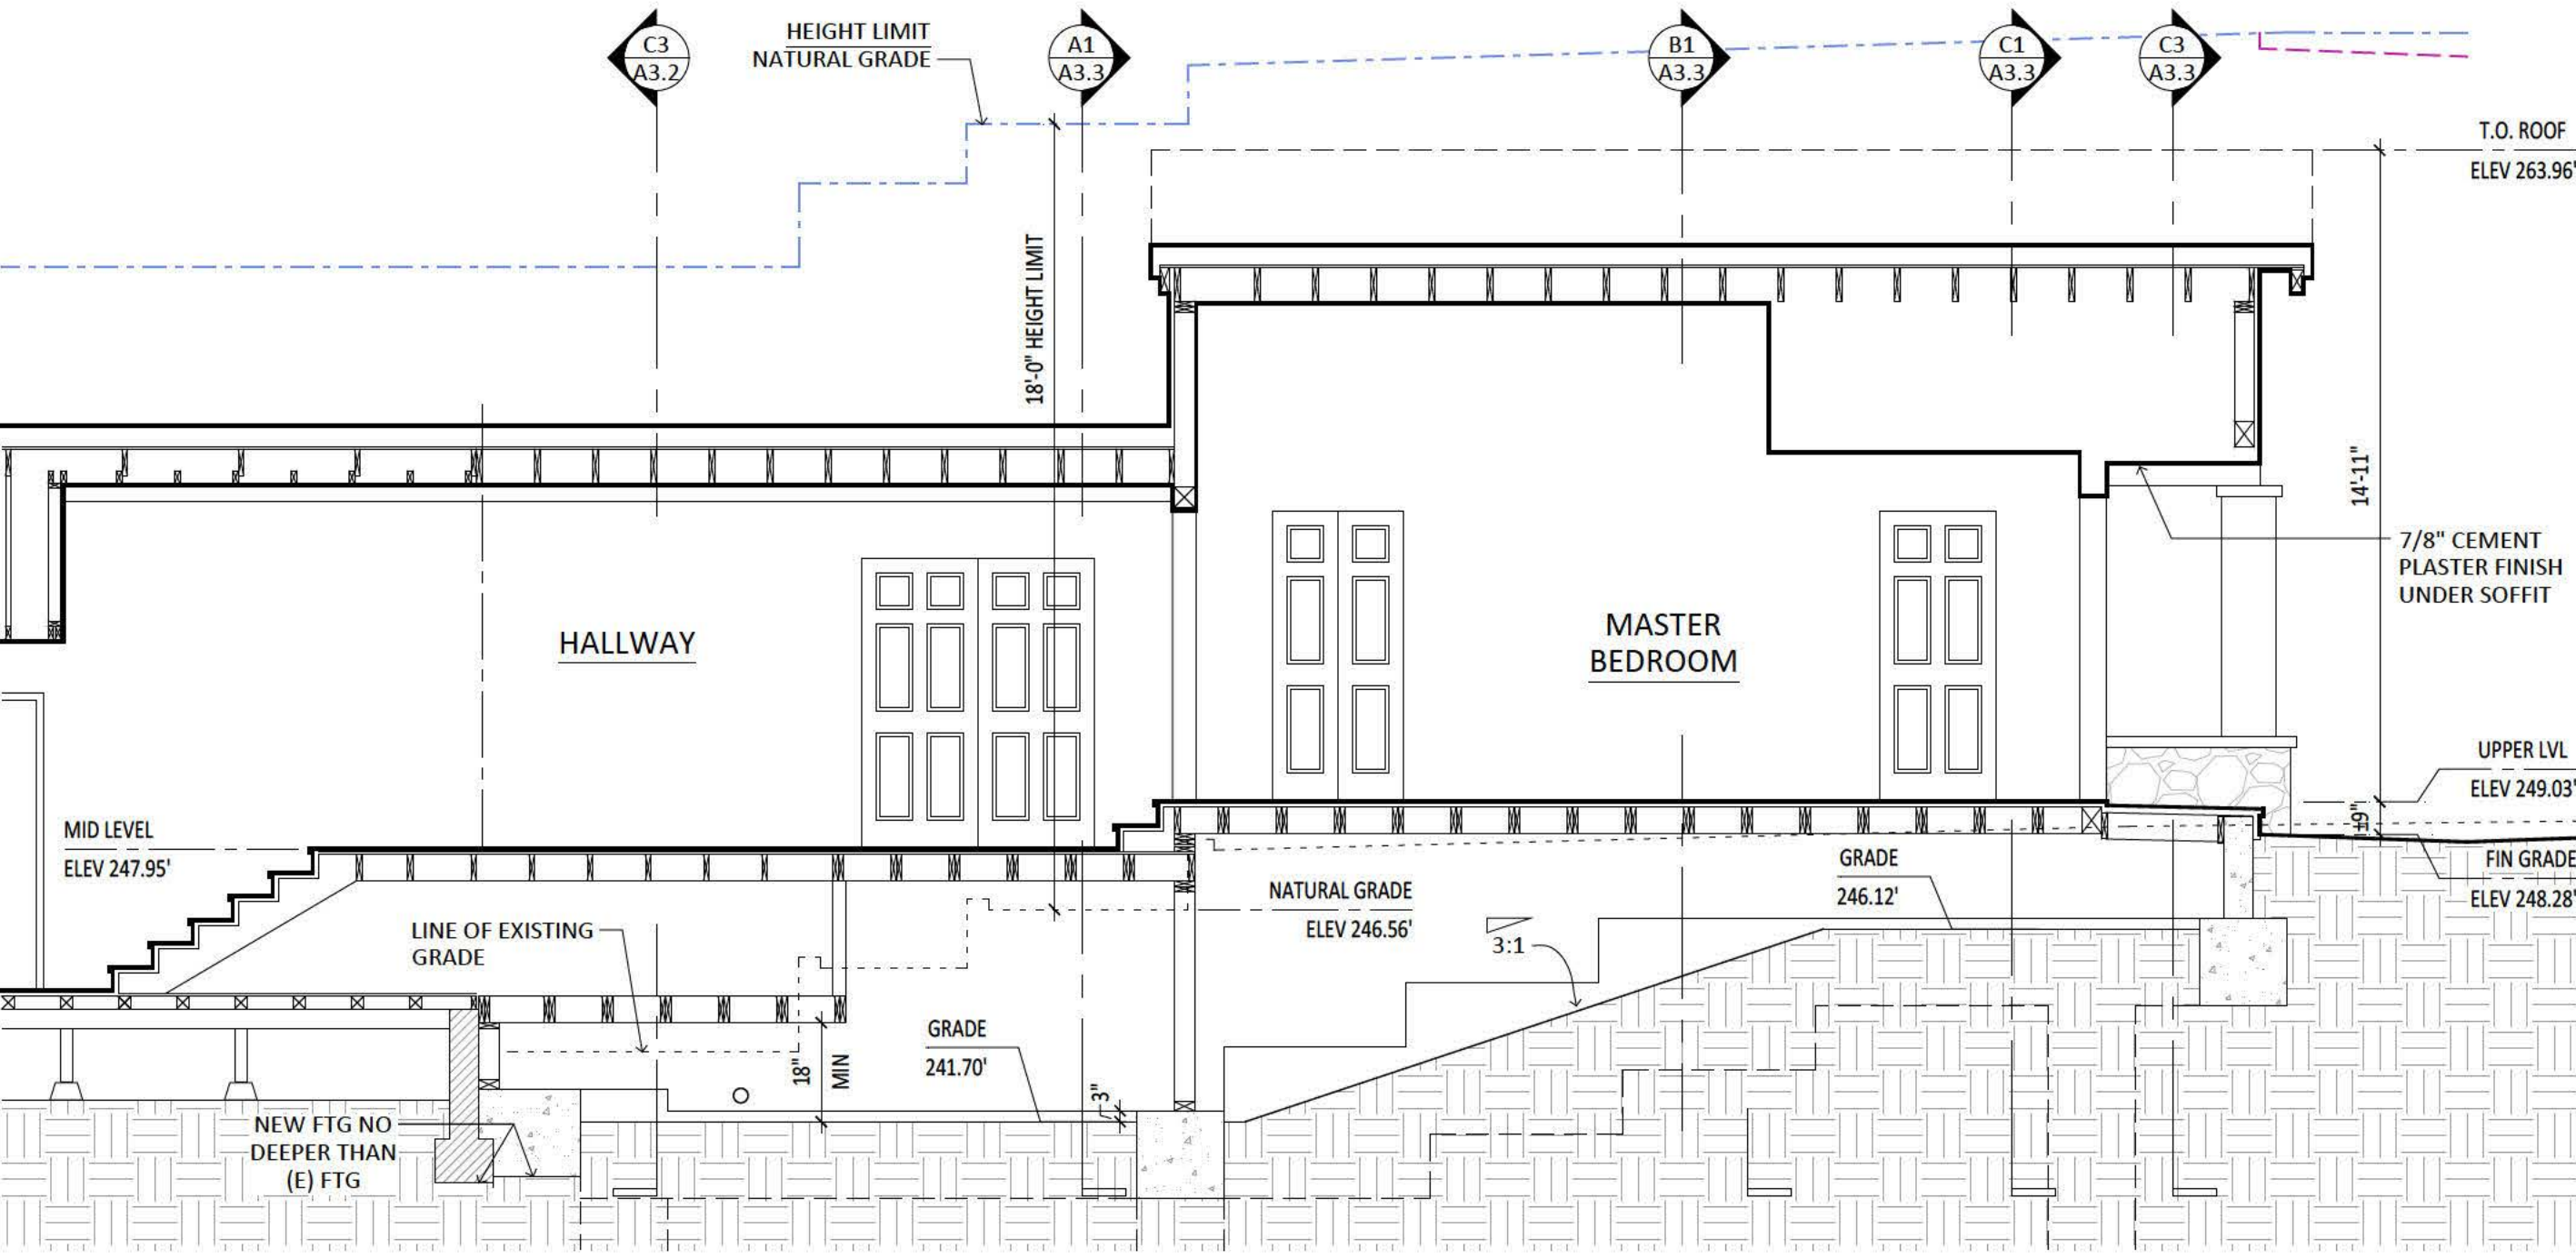 C3
A3.2
HEIGHT LIMIT
NATURAL GRADE
A1
A3.3
B1
A3.3
C1
A3.3
C3
A3.3
T.O. ROOF
ELEV 263.96'
18'-0" HEIGHT LIMIT
14'-11"
7/8" CEMENT
PLASTER FINISH
UNDER SOFFIT
HALLWAY
MASTER
BEDROOM
UPPER LVL
ELEV 249.03'
±9"
MID LEVEL
ELEV 247.95'
FIN GRADE
ELEV 248.28'
GRADE
246.12'
NATURAL GRADE
ELEV 246.56'
LINE OF EXISTING
GRADE
3:1
GRADE
241.70'
18"
MIN
3"
NEW FTG NO
DEEPER THAN
(E) FTG